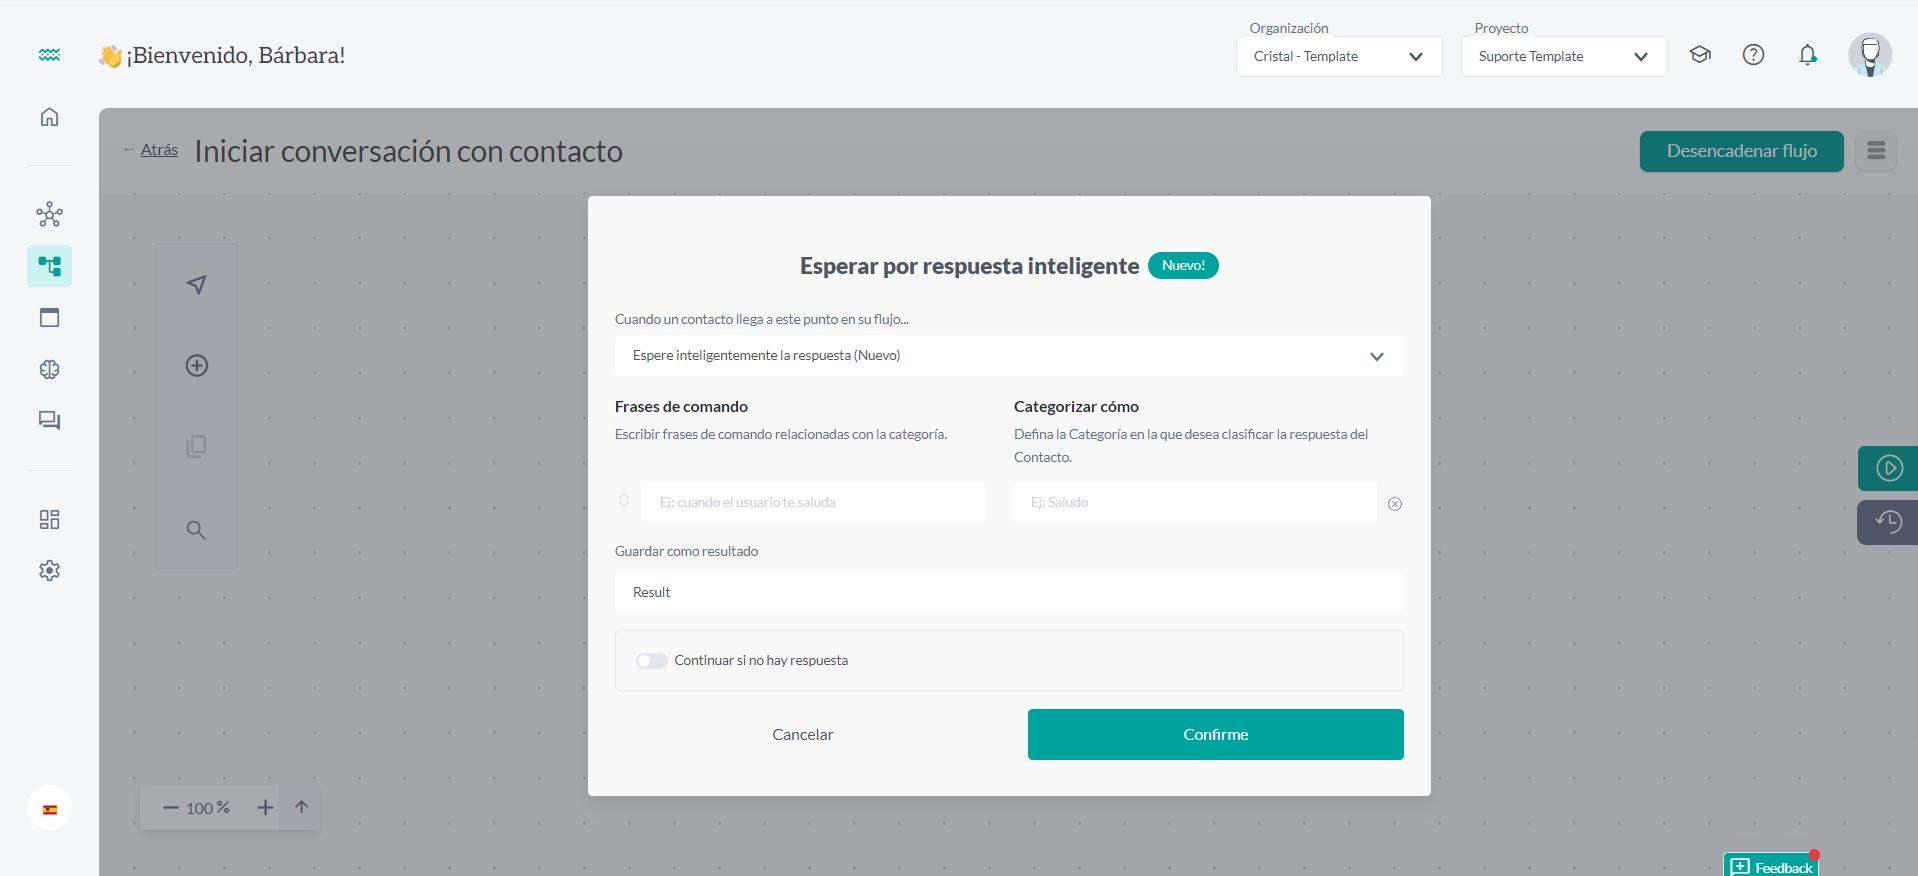 Organización
Proyecto
¡Bienvenido, Bárbara!
Cristal - Template
Suporte Template
← Atrás
Iniciar conversación con contacto
Desencadenar flujo
Esperar por respuesta inteligente
Nuevo!
Cuando un contacto llega a este punto en su flujo...
Espere inteligentemente la respuesta (Nuevo)
Frases de comando
Escribir frases de comando relacionadas con la categoría.
Categorizar cómo
Defina la Categoría en la que desea clasificar la respuesta del
Contacto.
Ej: cuando el usuario te saluda
Ej: Saludo
Guardar como resultado
Result
Continuar si no hay respuesta
Cancelar
Confirme
100%
Feedback